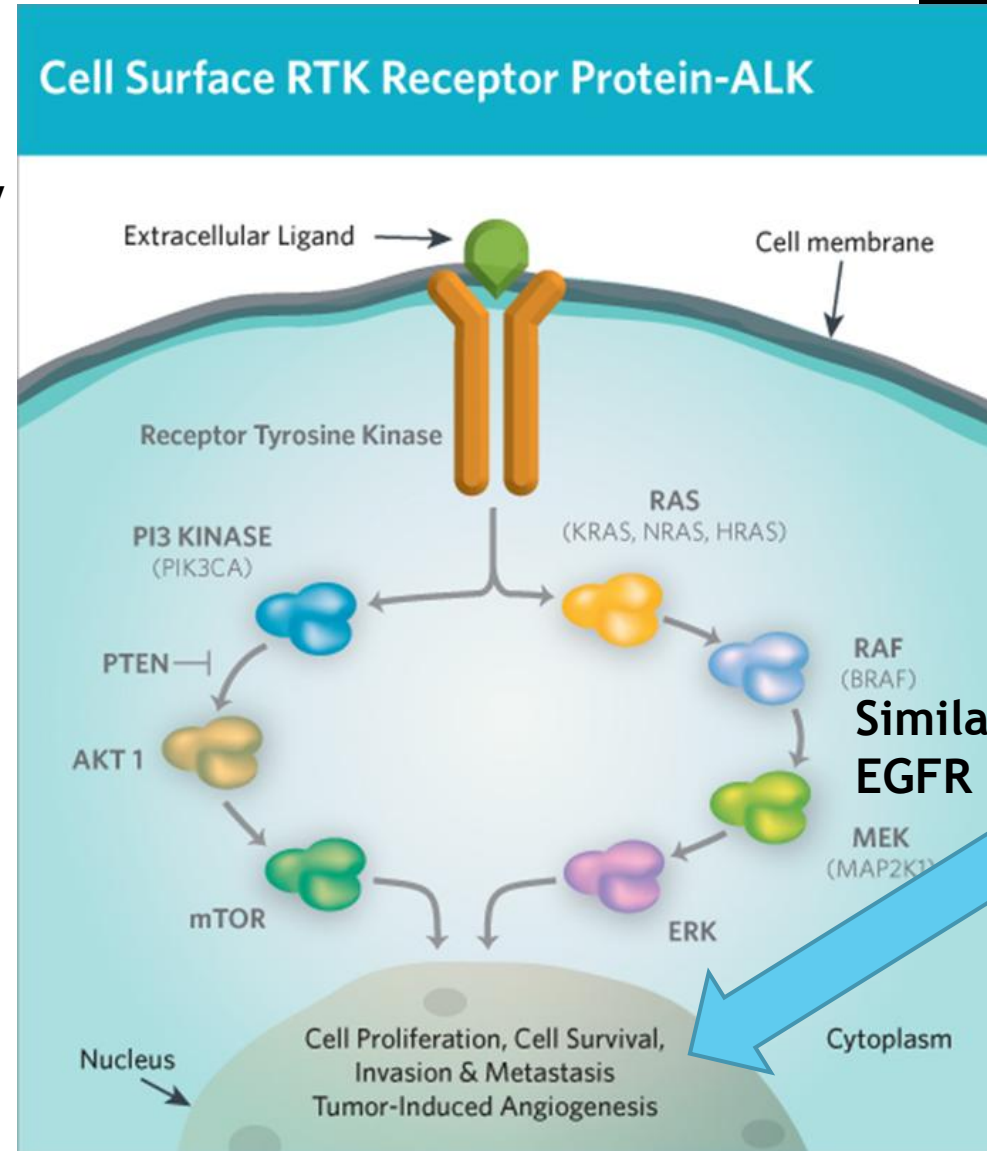 Cell Surface RTK Receptor Protein-ALK
Extracellular Ligand
Cell membrane
Receptor Tyrosine Kinase
RAS
(KRAS, NRAS, HRAS)
PI3 KINASE
(PIK3CA)
PTEN
RAF
(BRAF)
Simila
EGFR
AKT 1
MEK
(MAP2K1)
mTOR
ERK
Cell Proliferation, Cell Survival,
Invasion & Metastasis
Tumor-Induced Angiogenesis
Nucleus
Cytoplasm